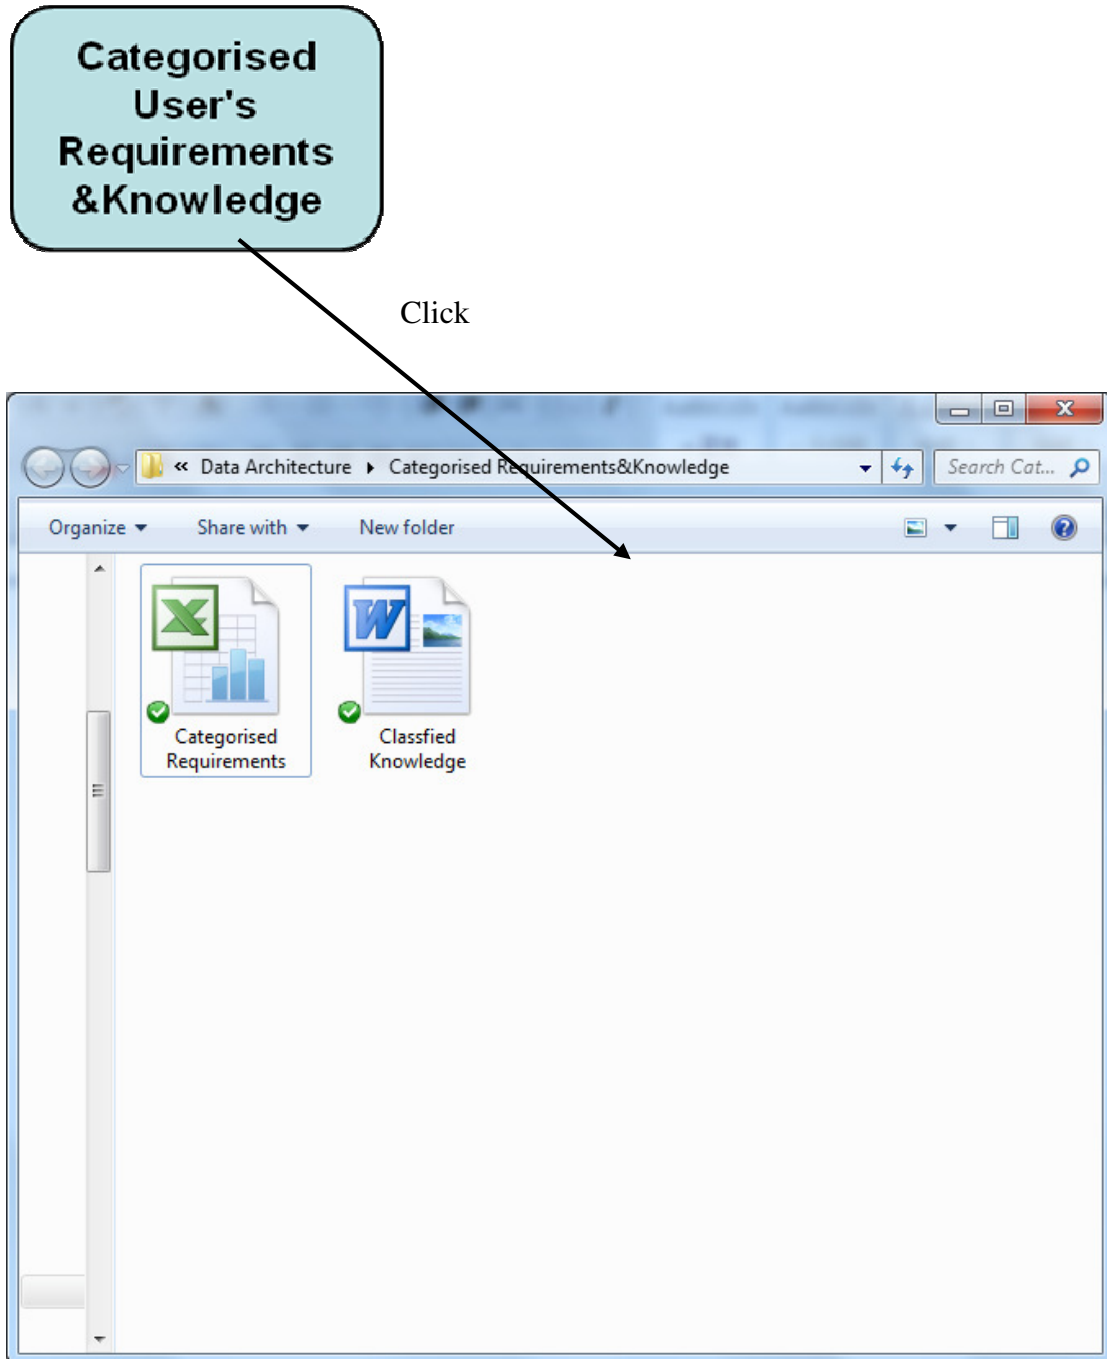 Categorised
User's
Requirements
&Knowledge
Click
« Data Architecture Categorised Requirements&Knowledge Search Cat...
Organize Share with New folder
Categorised
Requirements
Classfied
Knowledge